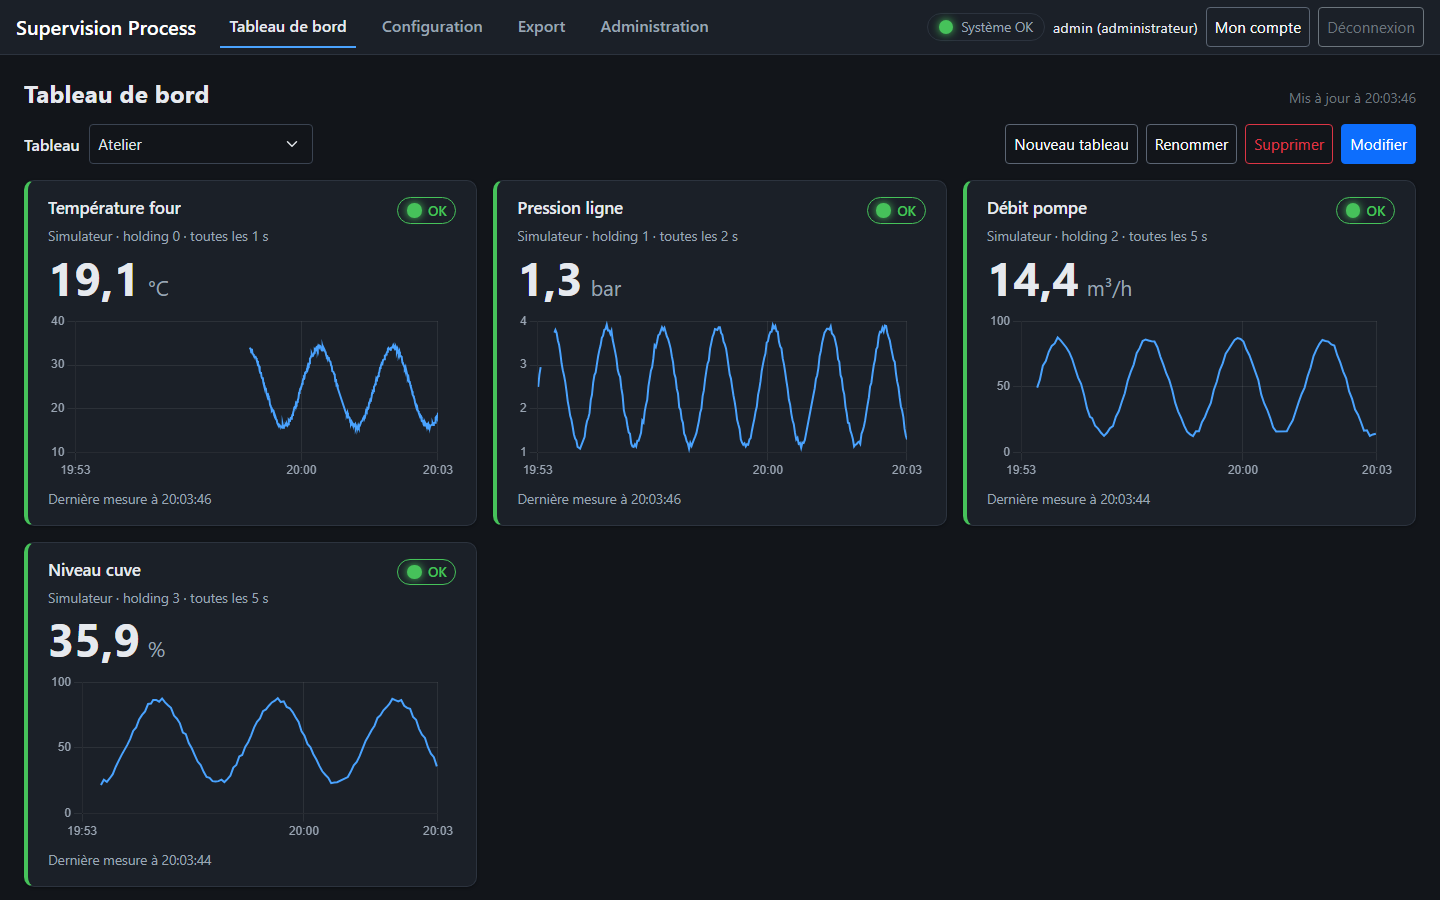 Supervision Process
Tableau de bord
Configuration
Export
Administration
Système OK
admin (administrateur)
Mon compte
Déconnexion
Tableau de bord
Mis à jour à 20:03:46
Tableau
Atelier
Nouveau tableau
Renommer
Supprimer
Modifier
Température four
OK
Simulateur · holding 0 · toutes les 1 s
19,1 °C
40
30
20
10
19:53
20:00
20:03
Dernière mesure à 20:03:46
Pression ligne
OK
Simulateur · holding 1 · toutes les 2 s
1,3 bar
4
3
2
1
19:53
20:00
20:03
Dernière mesure à 20:03:46
Débit pompe
OK
Simulateur · holding 2 · toutes les 5 s
14,4 m³/h
100
50
0
19:53
20:00
20:03
Dernière mesure à 20:03:44
Niveau cuve
OK
Simulateur · holding 3 · toutes les 5 s
35,9 %
100
50
0
19:53
20:00
20:03
Dernière mesure à 20:03:44